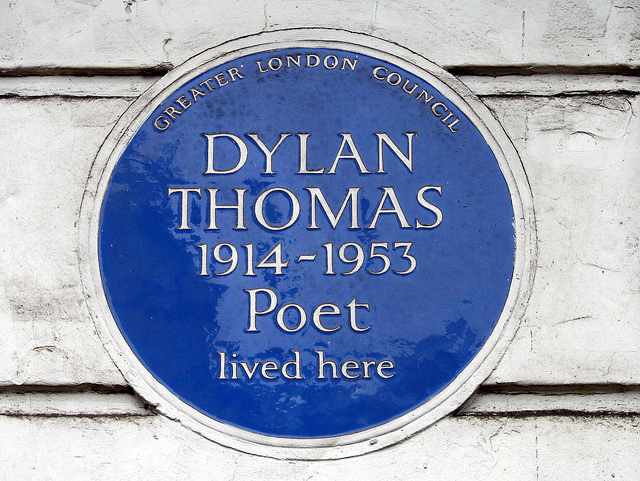 GREATER LONDON COUNCIL
DYLAN
THOMAS
1914-1953
Poet
lived here